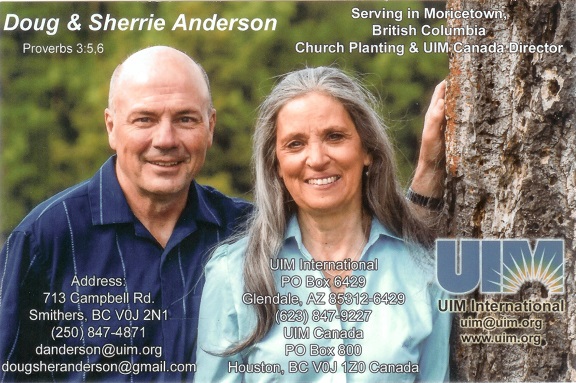 Doug & Sherrie Anderson
Proverbs 3:5,6
Serving in Moricetown,
British Columbia
Church Planting & UIM Canada Director
Address:
713 Campbell Rd.
Smithers, BC V0J 2N1
(250) 847-4871
danderson@uim.org
dougsheranderson@gmail.com
UIM International
PO Box 6429
Glendale, AZ 85312-6429
(623) 847-9227
UIM Canada
PO Box 800
Houston, BC V0J 1Z0 Canada
UIM
UIM International
uim@uim.org
www.uim.org